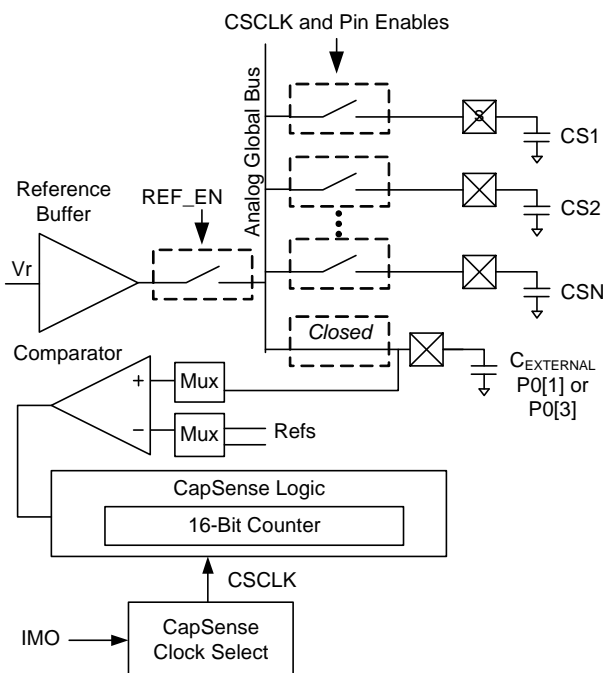 CSCLK and Pin Enables
Analog Global Bus
S
CS1
Reference
Buffer
REF_EN
CS2
Vr
CSN
Closed
Comparator
CEXTERNAL
P0[1] or
P0[3]
+
Mux
−
Mux
Refs
CapSense Logic
16-Bit Counter
CSCLK
IMO
CapSense
Clock Select